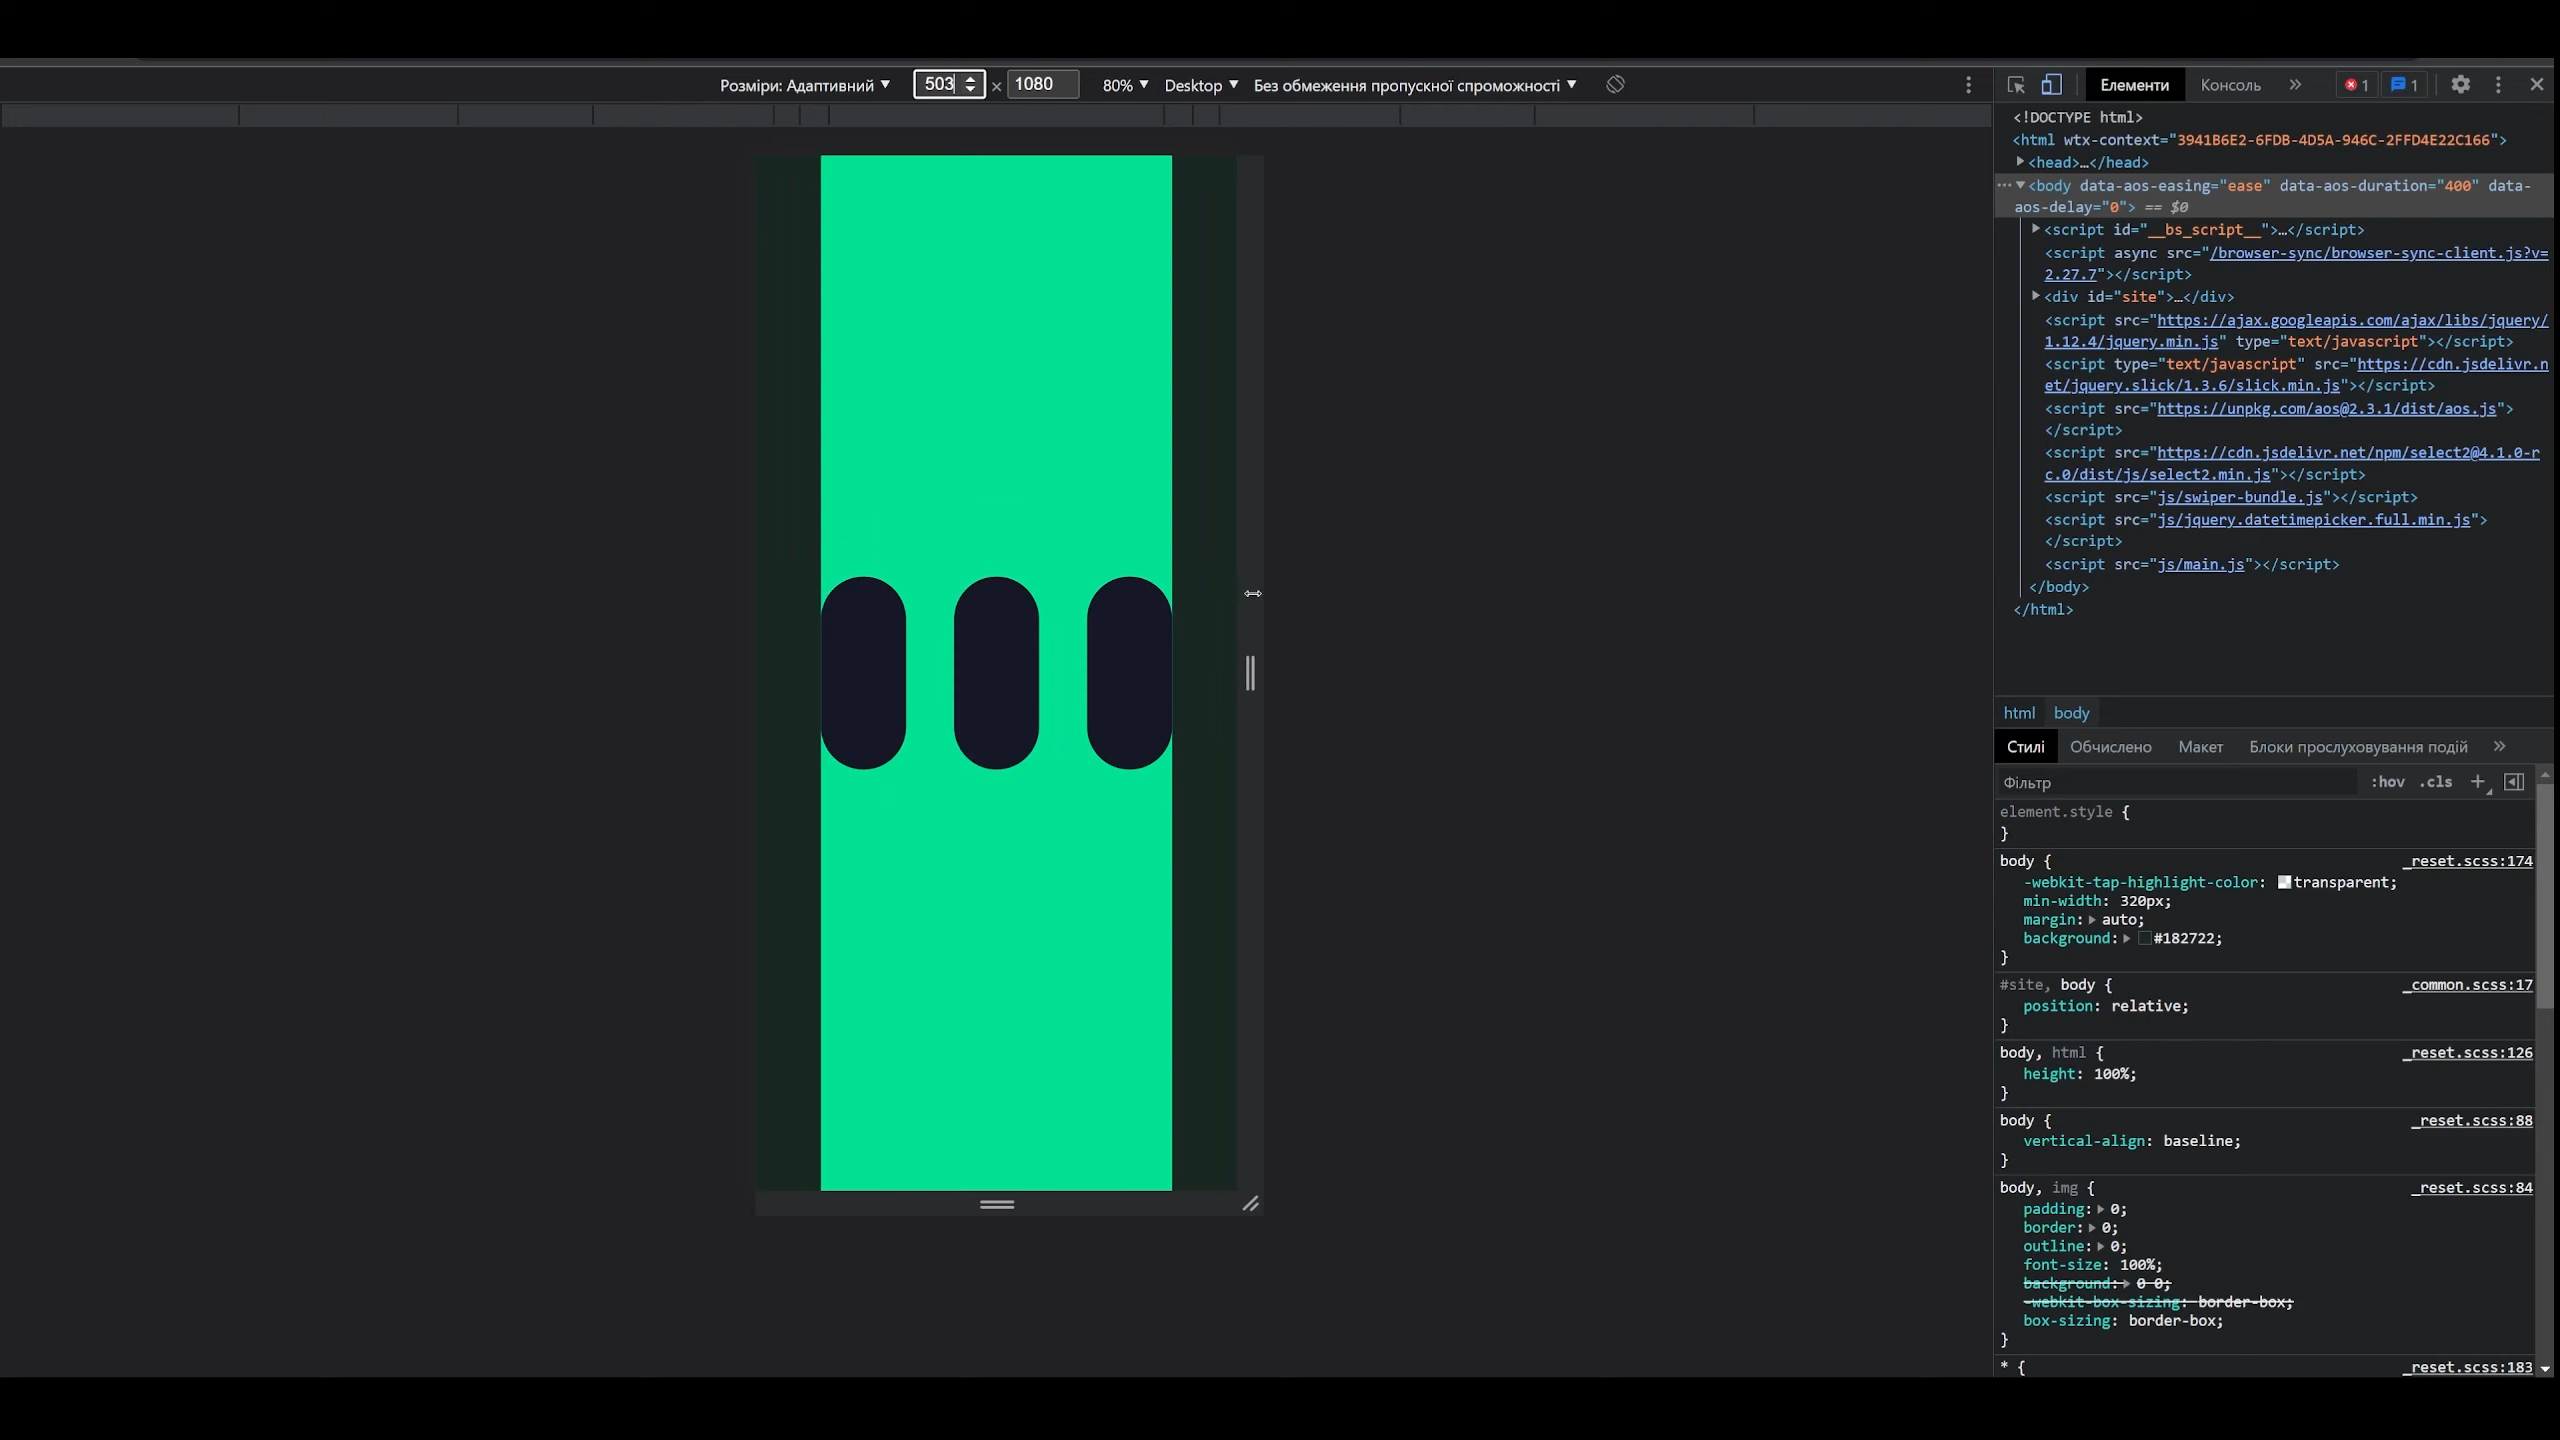 Розміри: Адаптивний 503 × 1080 80% Desktop Без обмеження пропускної спроможності
Елементи Консоль » 1 1
<!DOCTYPE html>
<html wtx-context="3941B6E2-6FDB-4D5A-946C-2FFD4E22C166">
<head>…</head>
<body data-aos-easing="ease" data-aos-duration="400" data-
aos-delay="0"> == $0
<script id="__bs_script__">…</script>
<script async src="/browser-sync/browser-sync-client.js?v=
2.27.7"></script>
<div id="site">…</div>
<script src="https://ajax.googleapis.com/ajax/libs/jquery/
1.12.4/jquery.min.js" type="text/javascript"></script>
<script type="text/javascript" src="https://cdn.jsdelivr.n
et/jquery.slick/1.3.6/slick.min.js"></script>
<script src="https://unpkg.com/aos@2.3.1/dist/aos.js">
</script>
<script src="https://cdn.jsdelivr.net/npm/select2@4.1.0-r
c.0/dist/js/select2.min.js"></script>
<script src="js/swiper-bundle.js"></script>
<script src="js/jquery.datetimepicker.full.min.js">
</script>
<script src="js/main.js"></script>
</body>
</html>
html body
Стилі Обчислено Макет Блоки прослуховування подій »
Фільтр :hov .cls +
element.style {
}
body { _reset.scss:174
-webkit-tap-highlight-color: transparent;
min-width: 320px;
margin: auto;
background: #182722;
}
#site, body { _common.scss:17
position: relative;
}
body, html { _reset.scss:126
height: 100%;
}
body { _reset.scss:88
vertical-align: baseline;
}
body, img { _reset.scss:84
padding: 0;
border: 0;
outline: 0;
font-size: 100%;
background: 0 0;
-webkit-box-sizing: border-box;
box-sizing: border-box;
}
* { _reset.scss:183